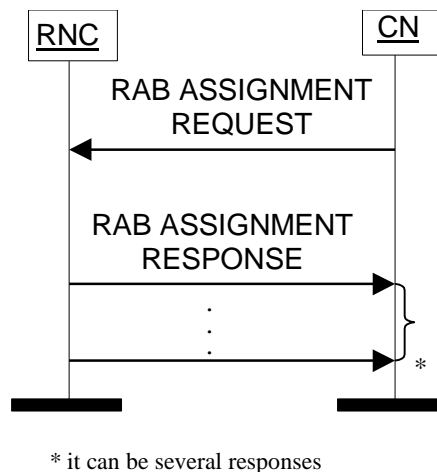 RNC
CN
RAB ASSIGNMENT
REQUEST
RAB ASSIGNMENT
RESPONSE
*
* it can be several responses